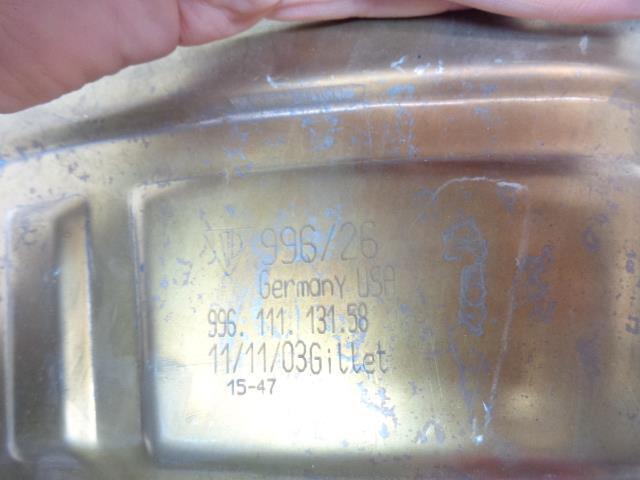 996/26
Germany USA
996. 111. 131.58
11/11/03Gillet
15-47